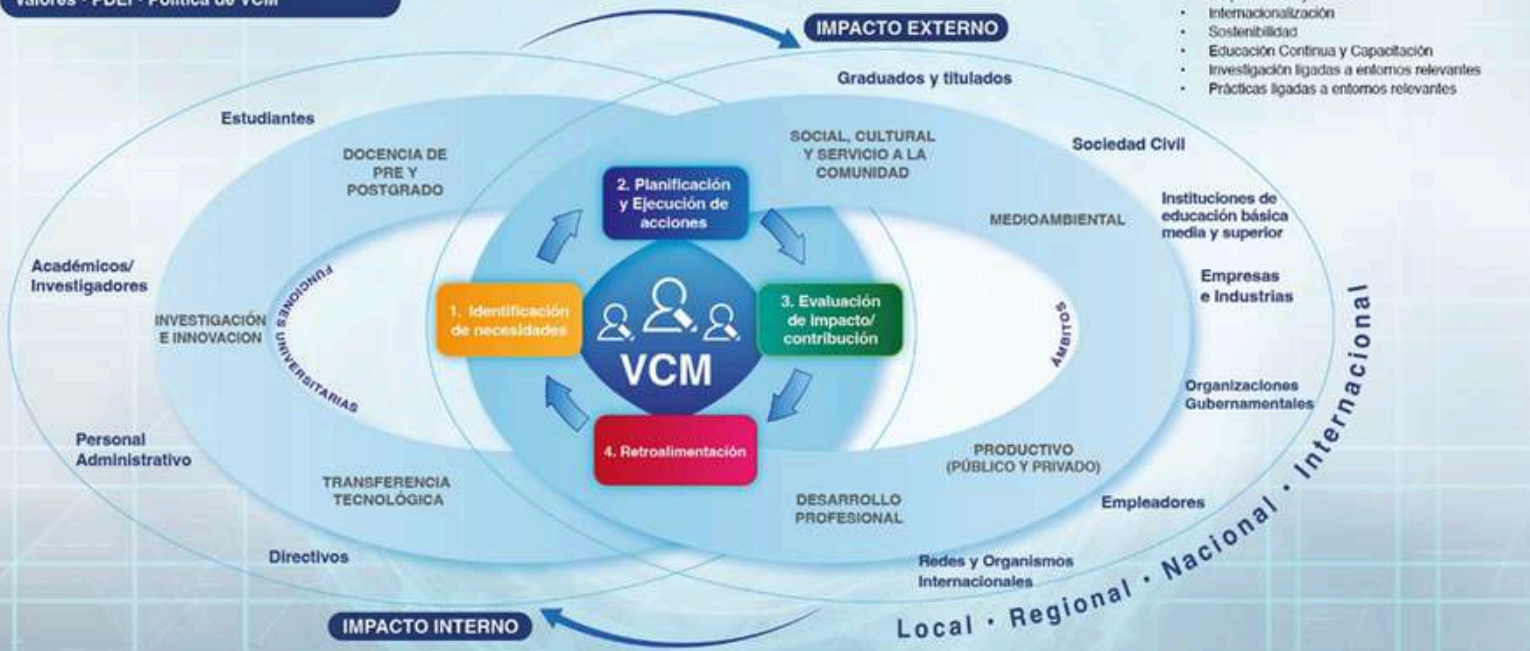 Valores • PDEI • Política de VCM
IMPACTO EXTERNO
• Internacionalización
• Sostenibilidad
• Educación Continua y Capacitación
• Investigación ligadas a entornos relevantes
• Prácticas ligadas a entornos relevantes
Graduados y titulados
Estudiantes
DOCENCIA DE
PRE Y
POSTGRADO
SOCIAL, CULTURAL
Y SERVICIO A LA
COMUNIDAD
Sociedad Civil
2. Planificación
y Ejecución de
acciones
MEDIOAMBIENTAL
Instituciones de
educación básica
media y superior
Académicos/
Investigadores
FUNCIONES UNIVERSITARIAS
INVESTIGACIÓN
E INNOVACION
1. Identificación
de necesidades
VCM
3. Evaluación
de impacto/
contribución
ÁMBITOS
Empresas
e Industrias
Organizaciones
Gubernamentales
Personal
Administrativo
4. Retroalimentación
PRODUCTIVO
(PÚBLICO Y PRIVADO)
TRANSFERENCIA
TECNOLÓGICA
DESARROLLO
PROFESIONAL
Empleadores
Directivos
Redes y Organismos
Internacionales
Local • Regional • Nacional • Internacional
IMPACTO INTERNO